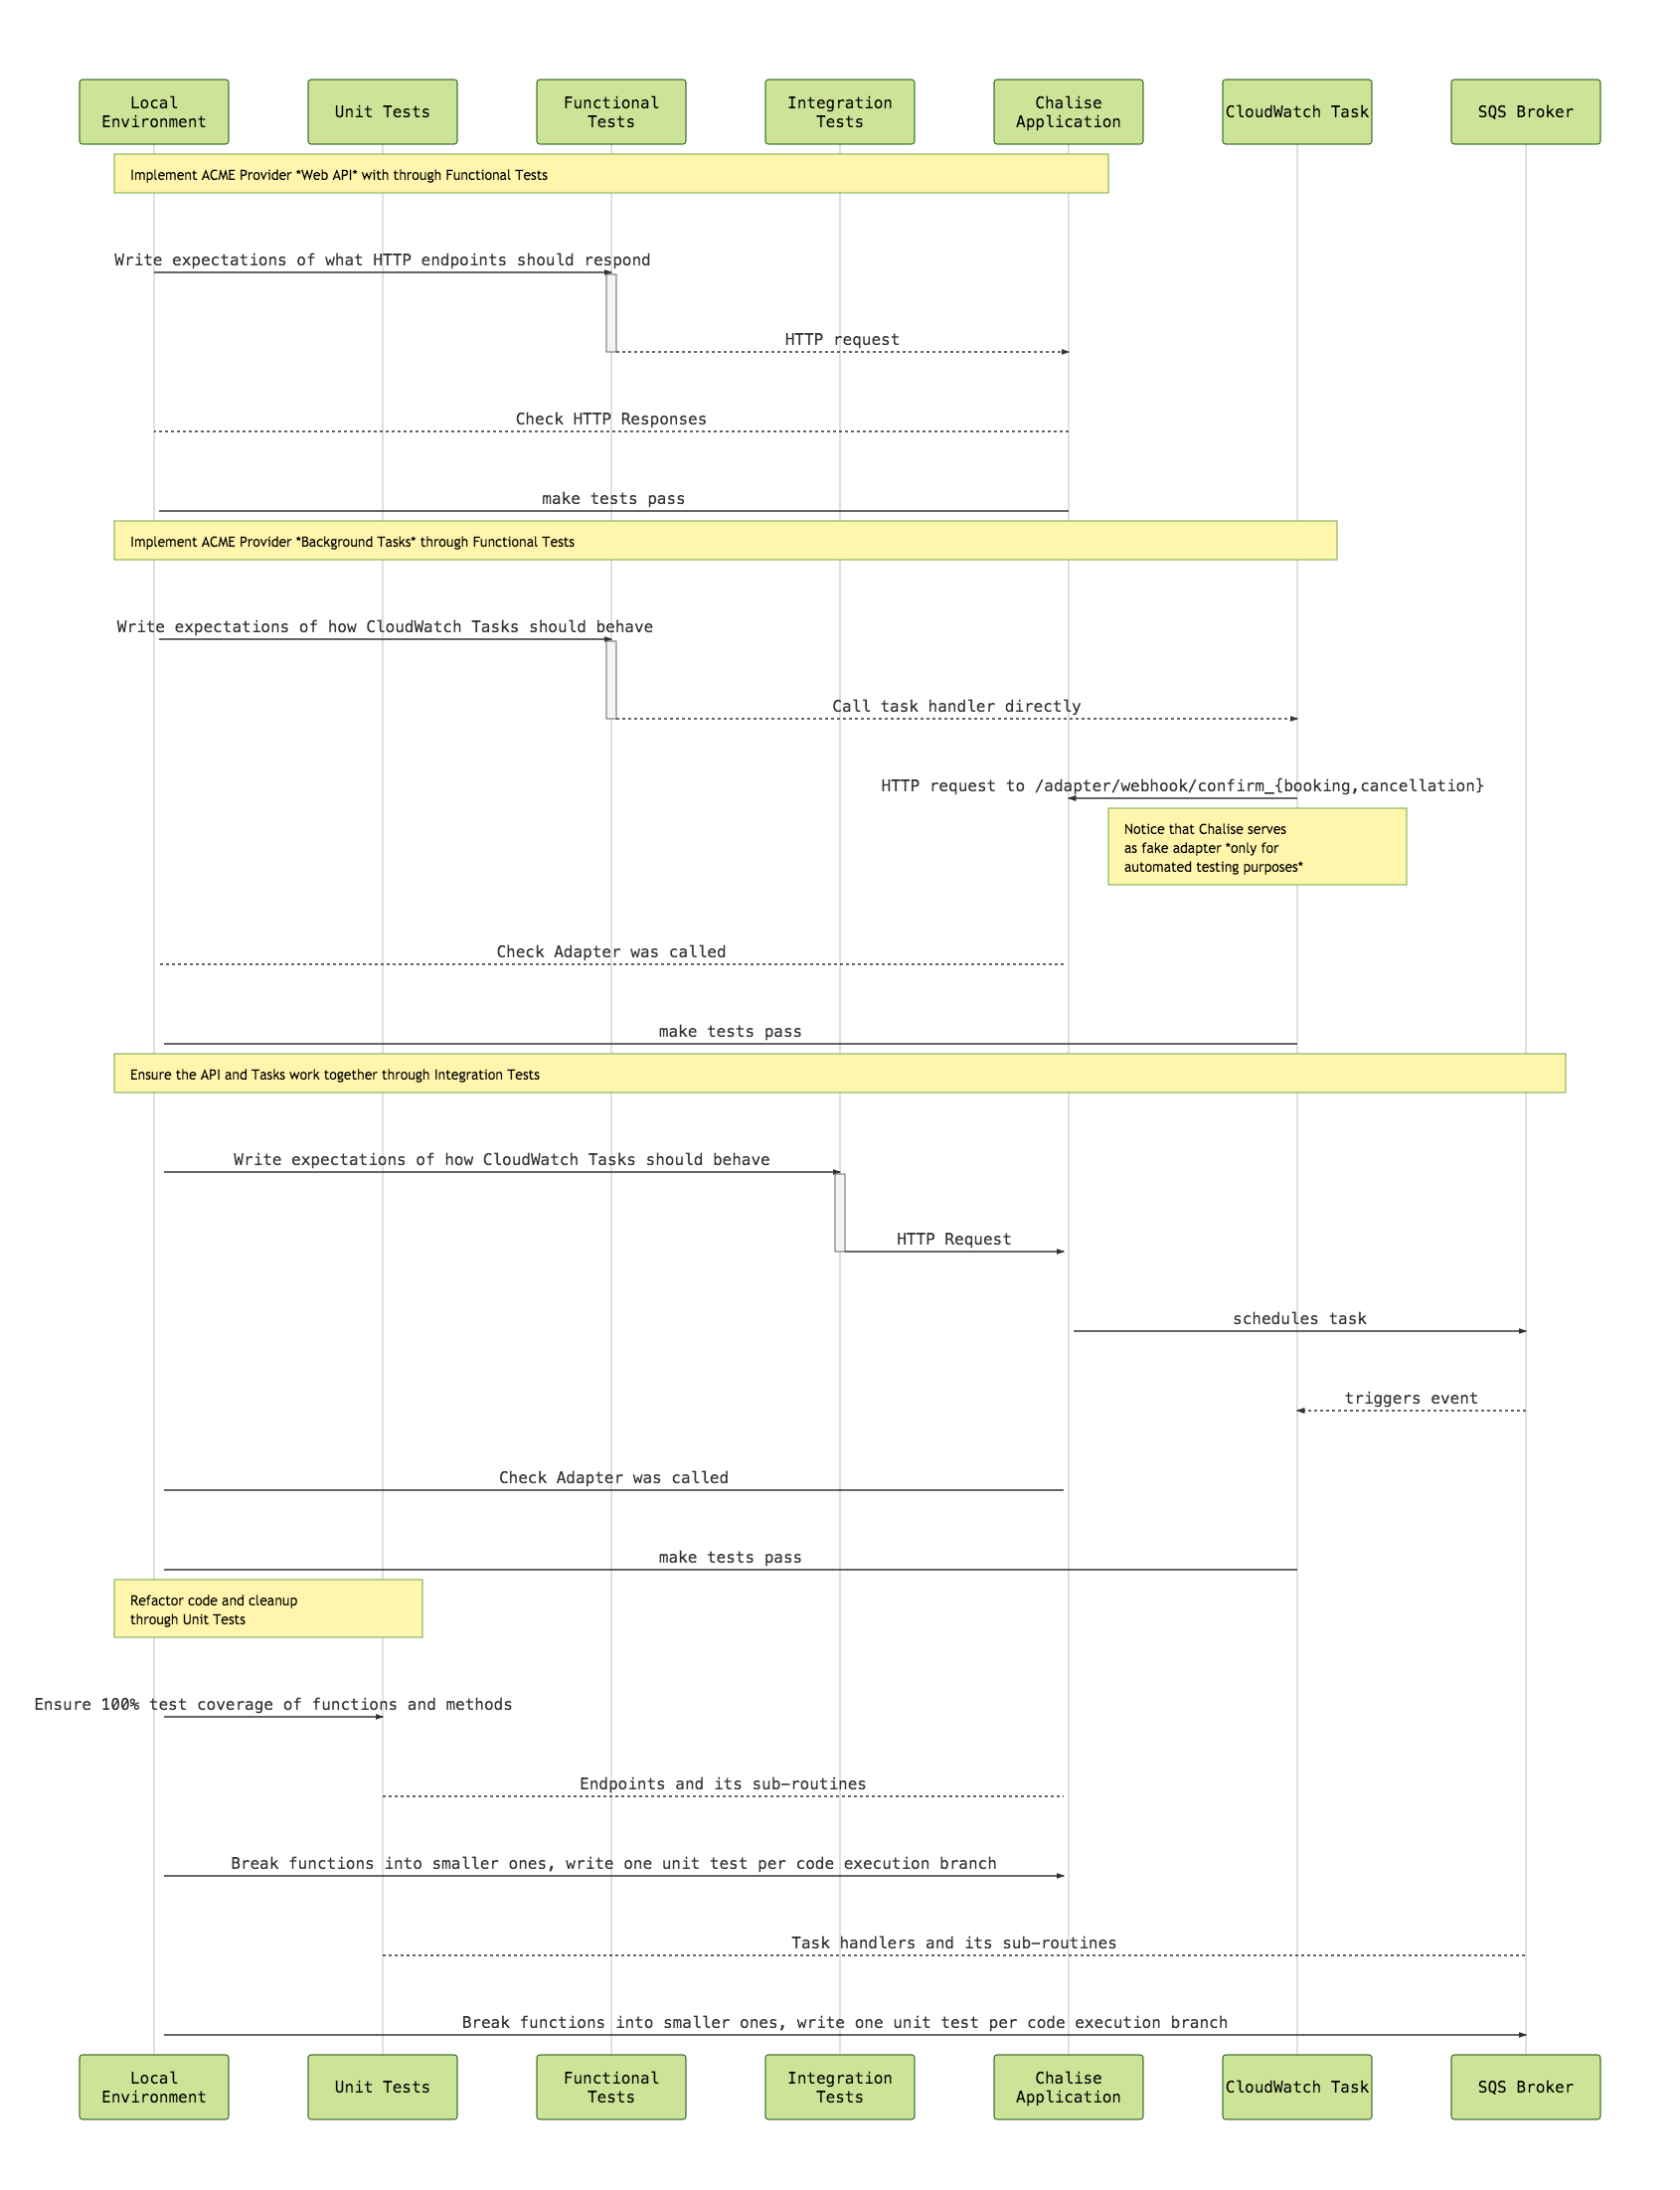 Local
Environment
Unit Tests
Functional
Tests
Integration
Tests
Chalise
Application
CloudWatch Task
SQS Broker
Implement ACME Provider *Web API* with through Functional Tests
Write expectations of what HTTP endpoints should respond
HTTP request
Check HTTP Responses
make tests pass
Implement ACME Provider *Background Tasks* through Functional Tests
Write expectations of how CloudWatch Tasks should behave
Call task handler directly
HTTP request to /adapter/webhook/confirm_{booking,cancellation}
Notice that Chalise serves
as fake adapter *only for
automated testing purposes*
Check Adapter was called
make tests pass
Ensure the API and Tasks work together through Integration Tests
Write expectations of how CloudWatch Tasks should behave
HTTP Request
schedules task
triggers event
Check Adapter was called
make tests pass
Refactor code and cleanup
through Unit Tests
Ensure 100% test coverage of functions and methods
Endpoints and its sub-routines
Break functions into smaller ones, write one unit test per code execution branch
Task handlers and its sub-routines
Break functions into smaller ones, write one unit test per code execution branch
Local
Environment
Unit Tests
Functional
Tests
Integration
Tests
Chalise
Application
CloudWatch Task
SQS Broker